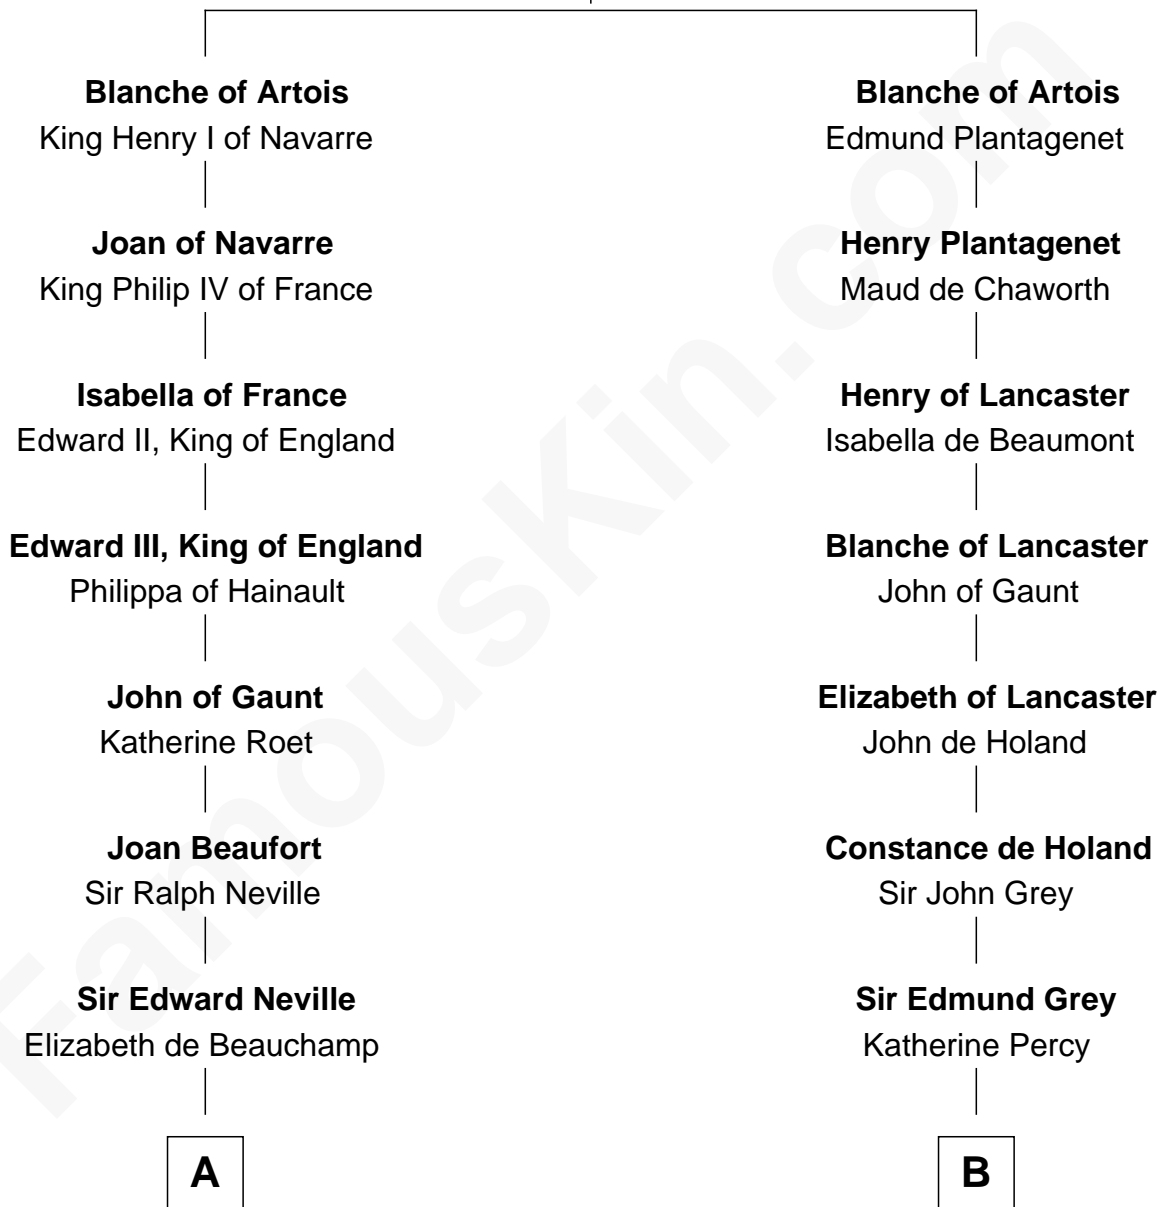 Blanche of Artois
King Henry I of Navarre
Joan of Navarre
King Philip IV of France
Isabella of France
Edward II, King of England
Edward III, King of England
Philippa of Hainault
John of Gaunt
Katherine Roet
Joan Beaufort
Sir Ralph Neville
Sir Edward Neville
Elizabeth de Beauchamp
A
Blanche of Artois
Edmund Plantagenet
Henry Plantagenet
Maud de Chaworth
Henry of Lancaster
Isabella de Beaumont
Blanche of Lancaster
John of Gaunt
Elizabeth of Lancaster
John de Holand
Constance de Holand
Sir John Grey
Sir Edmund Grey
Katherine Percy
B
FamousKin.com